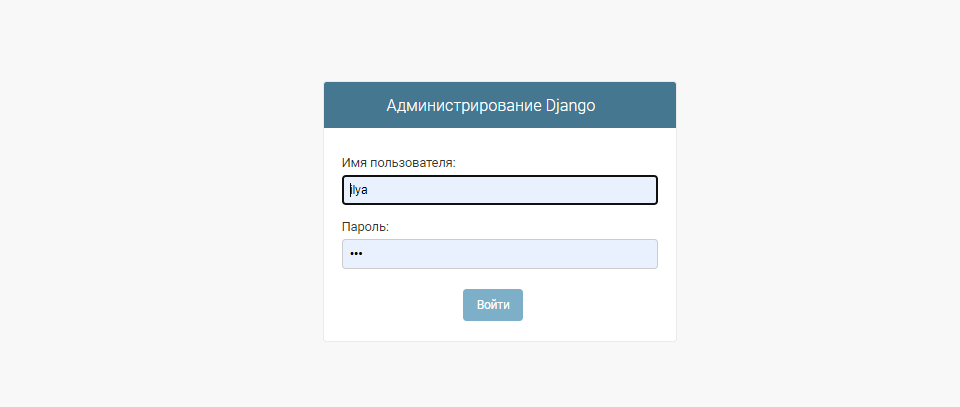 Администрирование Django
Имя пользователя:
ilya
Пароль:
•••
Войти